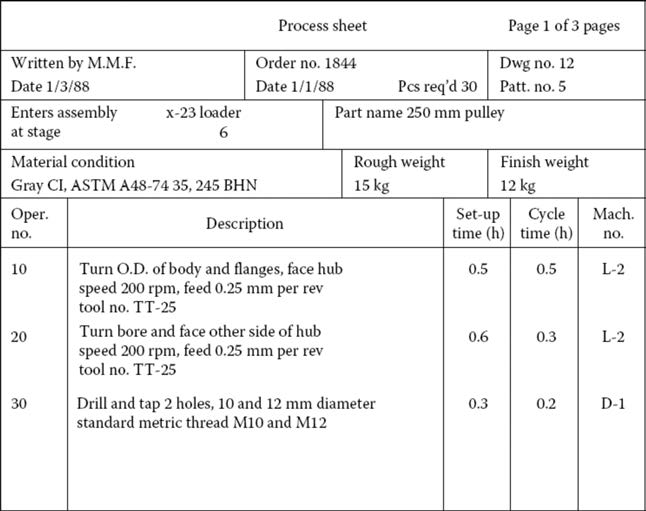 Process sheet Page 1 of 3 pages
Written by M.M.F. Order no. 1844 Dwg no. 12
Date 1/3/88 Date 1/1/88 Pcs req'd 30 Patt. no. 5
Enters assembly x-23 loader Part name 250 mm pulley
at stage 6
Material condition Rough weight Finish weight
Gray CI, ASTM A48-74 35, 245 BHN 15 kg 12 kg
Oper. Description Set-up Cycle Mach.
no. time (h) time (h) no.
10 Turn O.D. of body and flanges, face hub 0.5 0.5 L-2
speed 200 rpm, feed 0.25 mm per rev
tool no. TT-25
20 Turn bore and face other side of hub 0.6 0.3 L-2
speed 200 rpm, feed 0.25 mm per rev
tool no. TT-25
30 Drill and tap 2 holes, 10 and 12 mm diameter 0.3 0.2 D-1
standard metric thread M10 and M12